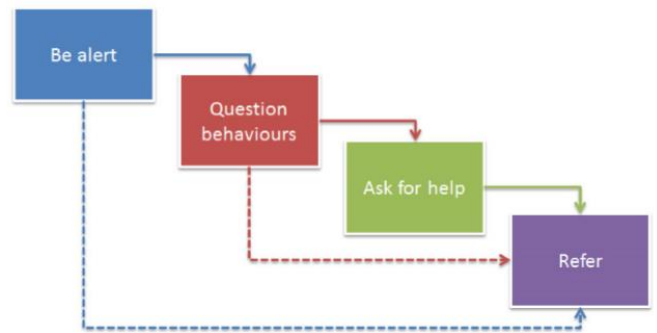 Be alert
Question
behaviours
Ask for help
Refer